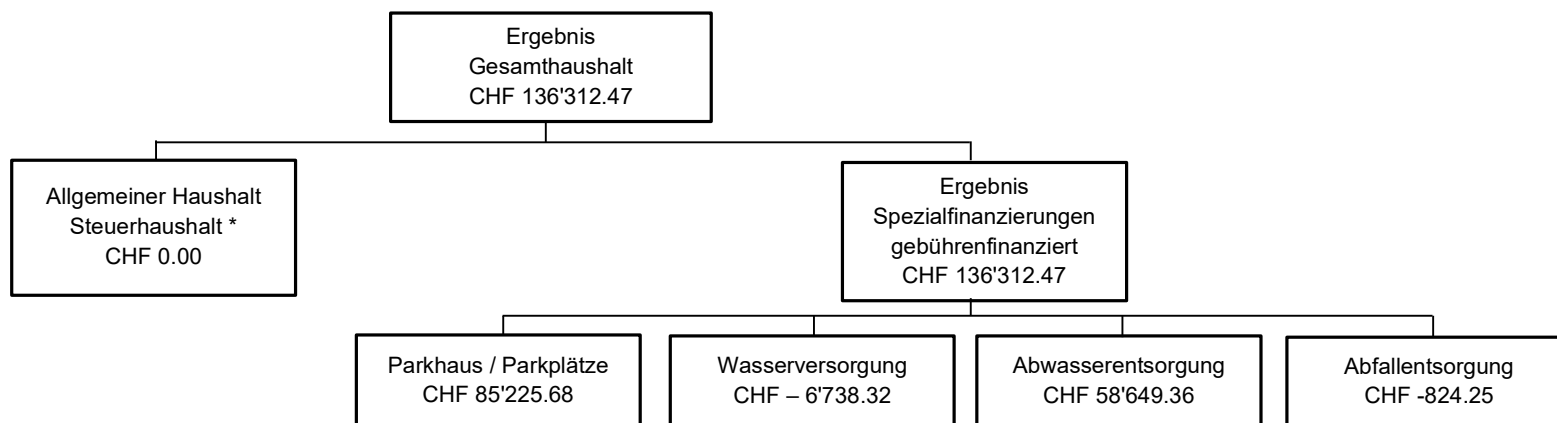 Ergebnis
Gesamthaushalt
CHF 136'312.47
Allgemeiner Haushalt
Steuerhaushalt *
CHF 0.00
Ergebnis
Spezialfinanzierungen
gebührenfinanziert
CHF 136'312.47
Parkhaus / Parkplätze
CHF 85'225.68
Wasserversorgung
CHF – 6'738.32
Abwasserentsorgung
CHF 58'649.36
Abfallentsorgung
CHF -824.25